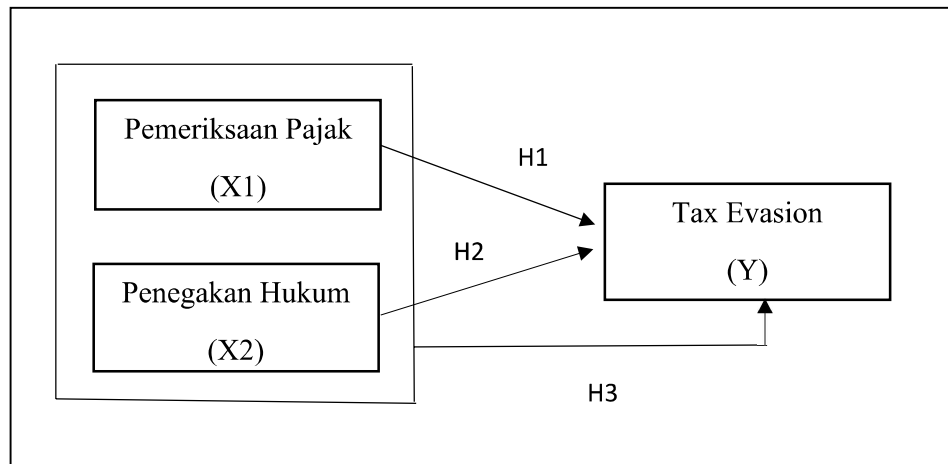 Pemeriksaan Pajak
(X1)
H1
Tax Evasion
(Y)
H2
Penegakan Hukum
(X2)
H3